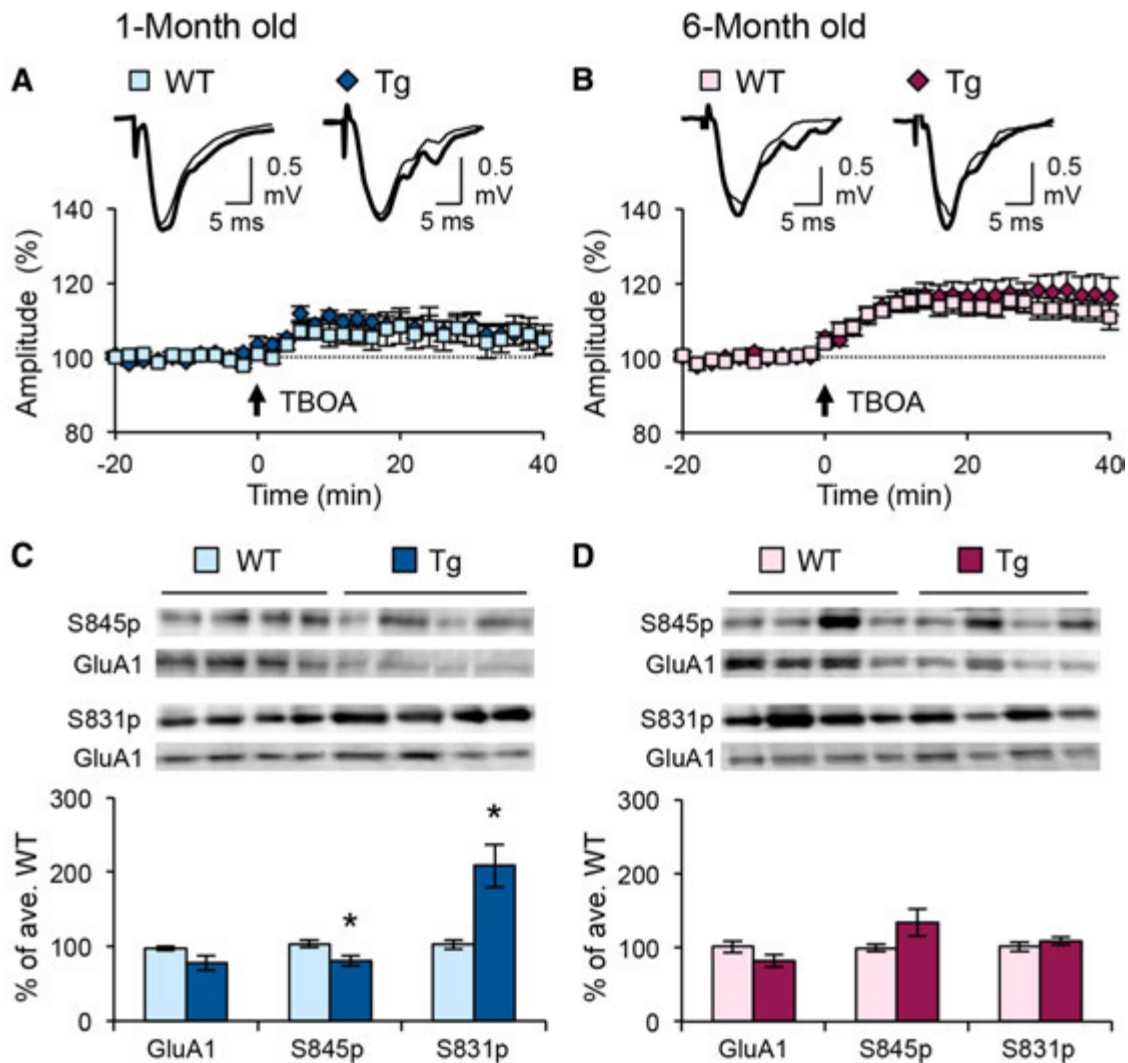 1-Month old
6-Month old
A WT Tg
B WT Tg
0.5
mV
5 ms
0.5
mV
5 ms
0.5
mV
5 ms
0.5
mV
5 ms
Amplitude (%)
140
120
100
80
TBOA
-20 0 20 40
Time (min)
Amplitude (%)
140
120
100
80
TBOA
-20 0 20 40
Time (min)
C WT Tg
S845p
GluA1
S831p
GluA1
% of ave. WT
300
200
100
0
* *
GluA1 S845p S831p
D WT Tg
S845p
GluA1
S831p
GluA1
% of ave. WT
300
200
100
0
GluA1 S845p S831p